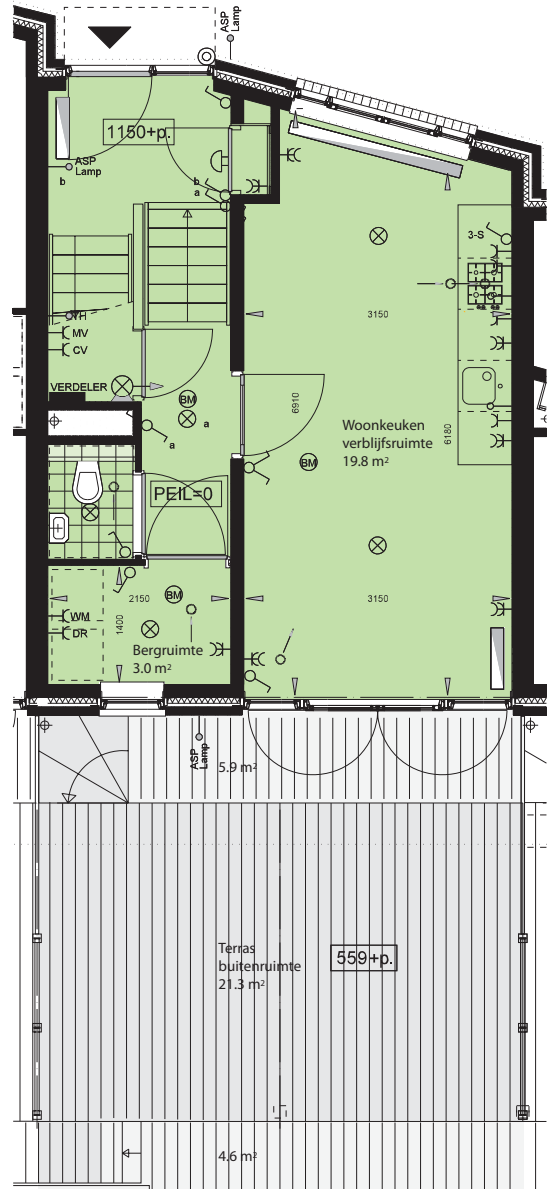 ASP
Lamp
1150+p.
ASP
Lamp
b
b
a
3-S
TH
MV
CV
3150
VERDELER
BM
a
a
6910
Woonkeuken
verblijfsruimte
19.8 m²
6180
BM
PEIL=0
2150
BM
3150
WM
DR
1400
Bergruimte
3.0 m²
ASP
Lamp
5.9 m²
Terras
buitenruimte
21.3 m²
559+p.
4.6 m²